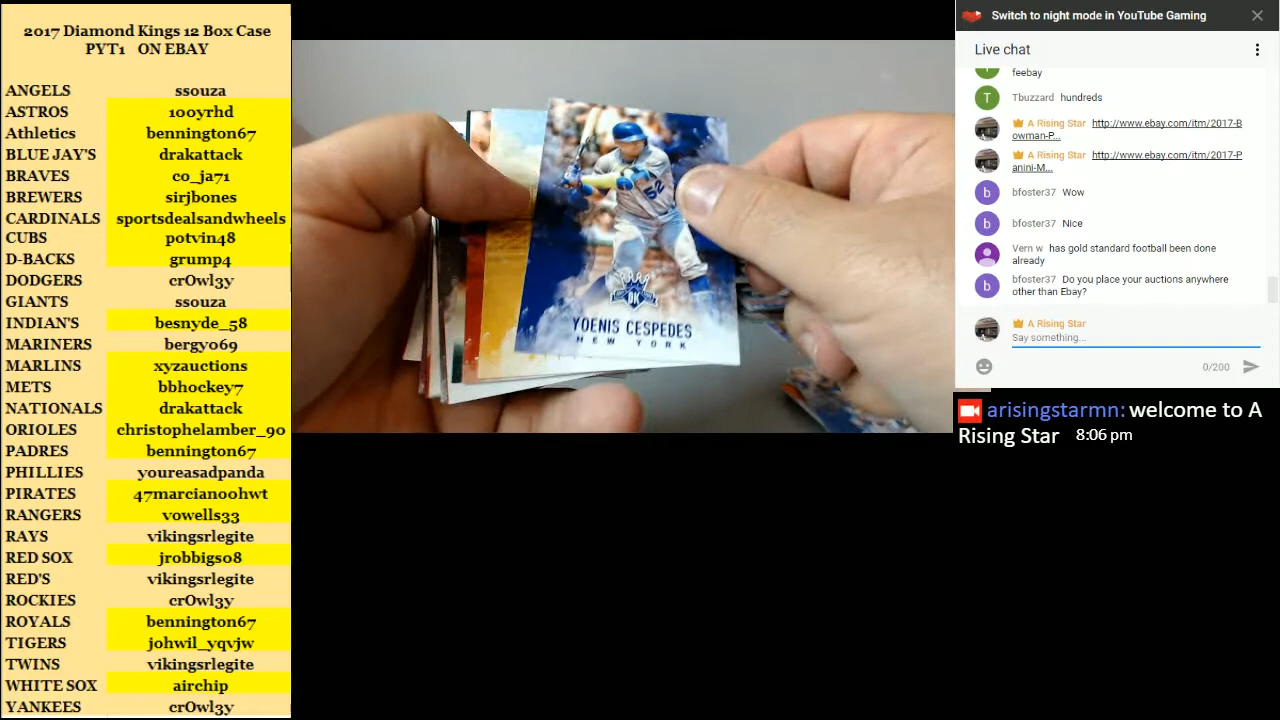 2017 Diamond Kings 12 Box Case
PYT1 ON EBAY
ANGELS ssouza
ASTROS 100yrhd
Athletics bennington67
BLUE JAY'S drakattack
BRAVES co_ja71
BREWERS sirjbones
CARDINALS sportsdealsandwheels
CUBS potvin48
D-BACKS grump4
DODGERS cr0wl3y
GIANTS ssouza
INDIAN'S besnyde_58
MARINERS bergy069
MARLINS xyzauctions
METS bbhockey7
NATIONALS drakattack
ORIOLES christophelamber_90
PADRES bennington67
PHILLIES youreasadpanda
PIRATES 47marcianoohwt
RANGERS vowells33
RAYS vikingsrlegite
RED SOX jrobbigs08
RED'S vikingsrlegite
ROCKIES cr0wl3y
ROYALS bennington67
TIGERS johwil_yqvjw
TWINS vikingsrlegite
WHITE SOX airchip
YANKEES cr0wl3y
52
DK
YOENIS CESPEDES
NEW YORK
Switch to night mode in YouTube Gaming
Live chat
feebay
T Tbuzzard hundreds
A Rising Star http://www.ebay.com/itm/2017-B
owman-P...
A Rising Star http://www.ebay.com/itm/2017-P
anini-M...
b bfoster37 Wow
b bfoster37 Nice
Vern w has gold standard football been done
already
b bfoster37 Do you place your auctions anywhere
other than Ebay?
A Rising Star
Say something...
0/200
arisingstarmn: welcome to A
Rising Star 8:06 pm